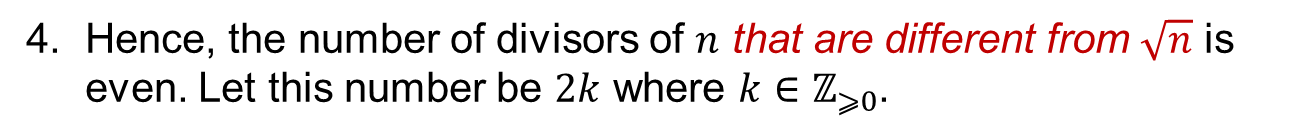 4. Hence, the number of divisors of n that are different from √n is
even. Let this number be 2k where k ∈ ℤ⩾0.